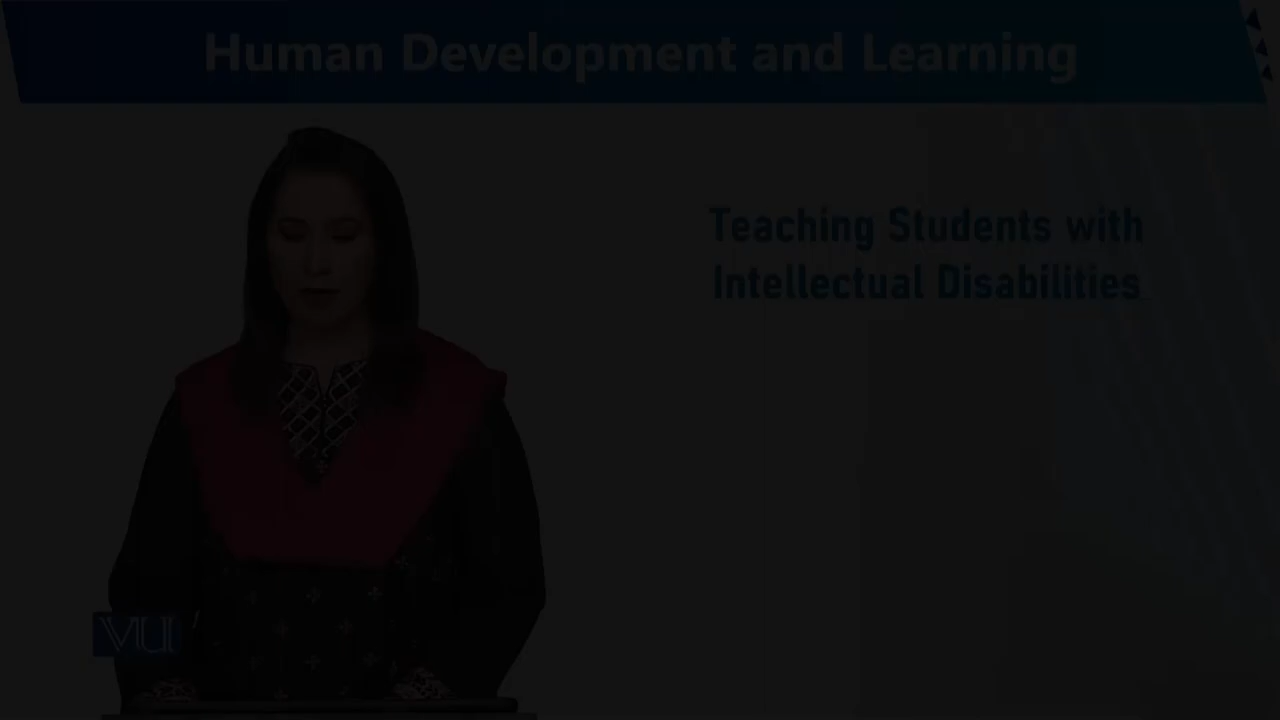 Human Development and Learning
Teaching Students with
Intellectual Disabilities
VU